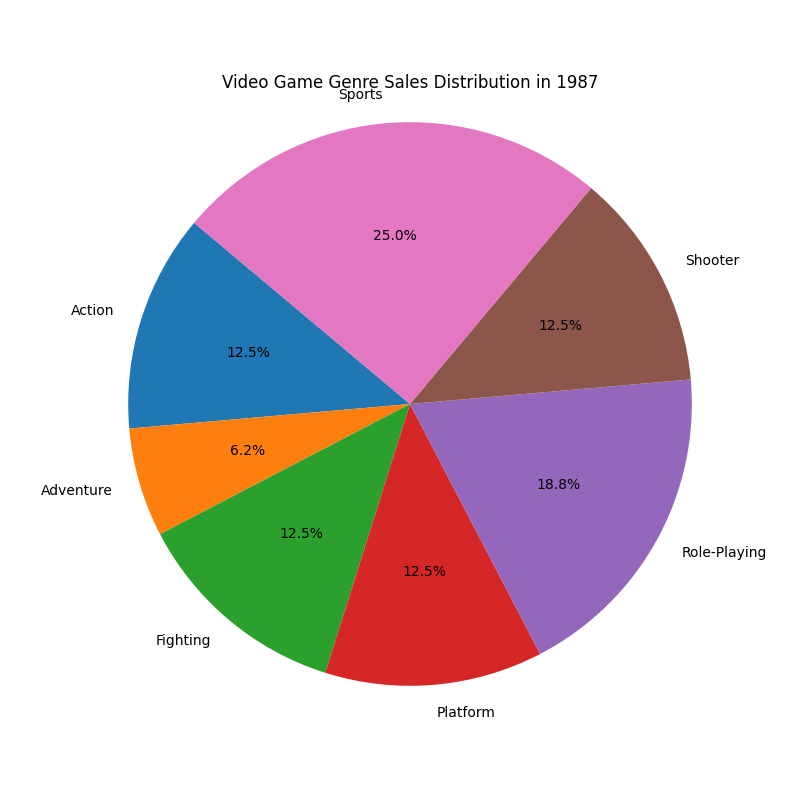 Video Game Genre Sales Distribution in 1987
Sports
25.0%
Shooter
12.5%
Action
12.5%
Adventure
6.2%
Role-Playing
18.8%
Fighting
12.5%
Platform
12.5%